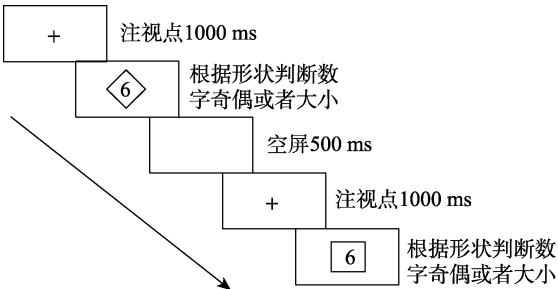 +
注视点1000 ms
6
根据形状判断数
字奇偶或者大小
空屏500 ms
+
注视点1000 ms
6
根据形状判断数
字奇偶或者大小